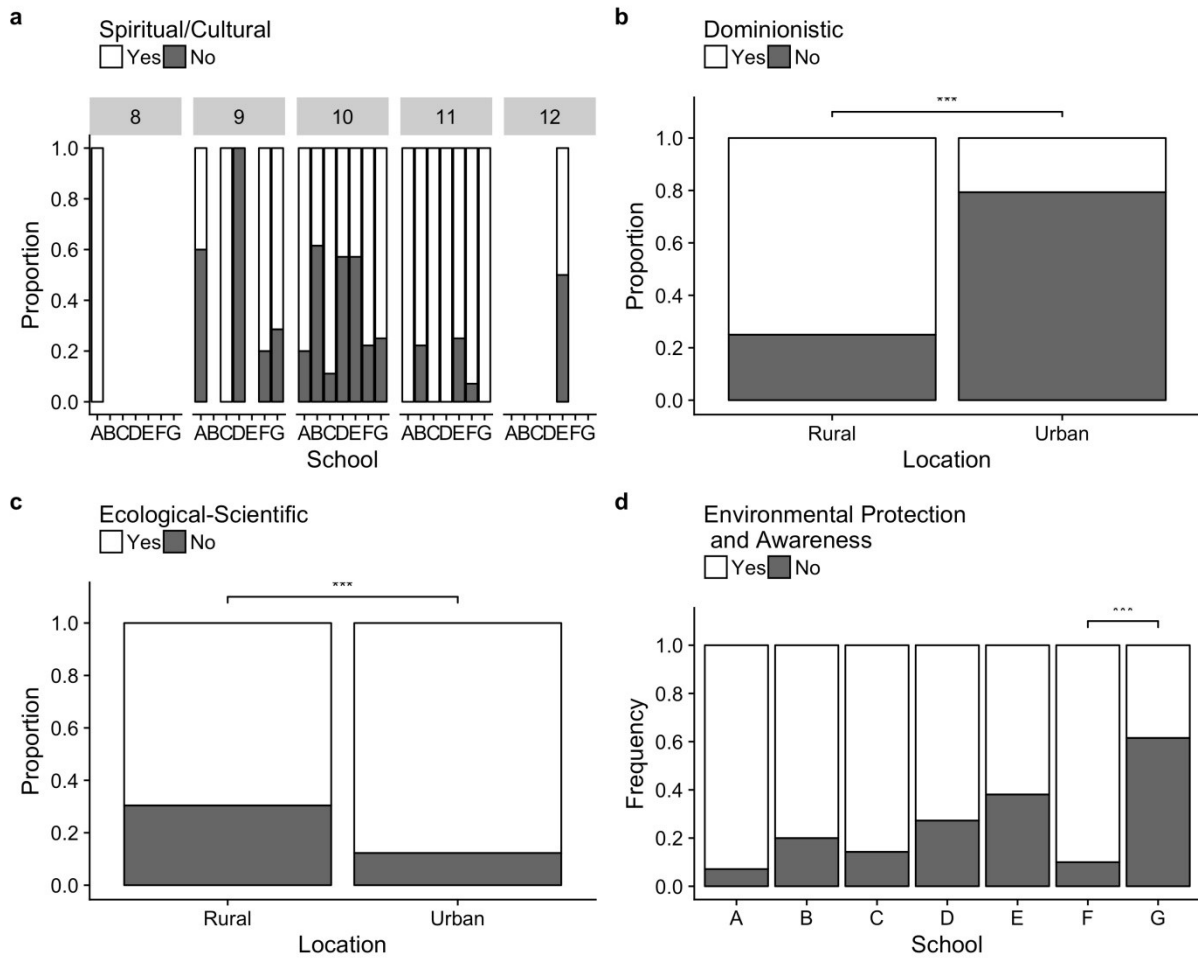 a
Spiritual/Cultural
Yes No
8 9 10 11 12
1.0
0.8
0.6
0.4
0.2
0.0
Proportion
ABCDEFG ABCDEFG ABCDEFG ABCDEFG ABCDEFG
School
b
Dominionistic
Yes No
***
1.0
0.8
0.6
0.4
0.2
0.0
Proportion
Rural Urban
Location
c
Ecological-Scientific
Yes No
***
1.0
0.8
0.6
0.4
0.2
0.0
Proportion
Rural Urban
Location
d
Environmental Protection
and Awareness
Yes No
***
1.0
0.8
0.6
0.4
0.2
0.0
Frequency
A B C D E F G
School